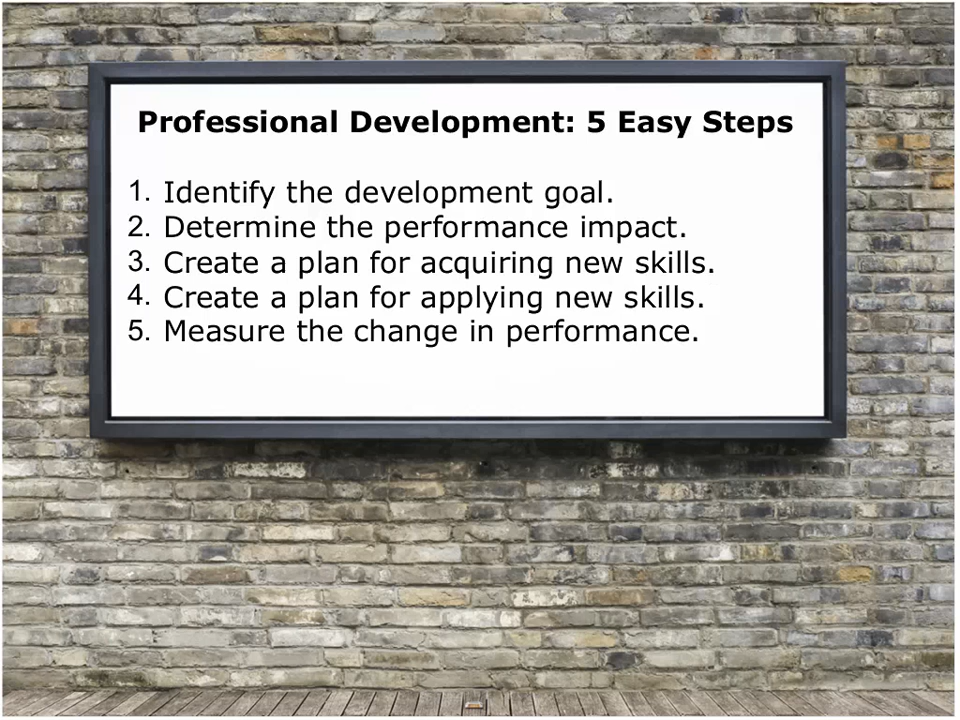 Professional Development: 5 Easy Steps
1. Identify the development goal.
2. Determine the performance impact.
3. Create a plan for acquiring new skills.
4. Create a plan for applying new skills.
5. Measure the change in performance.